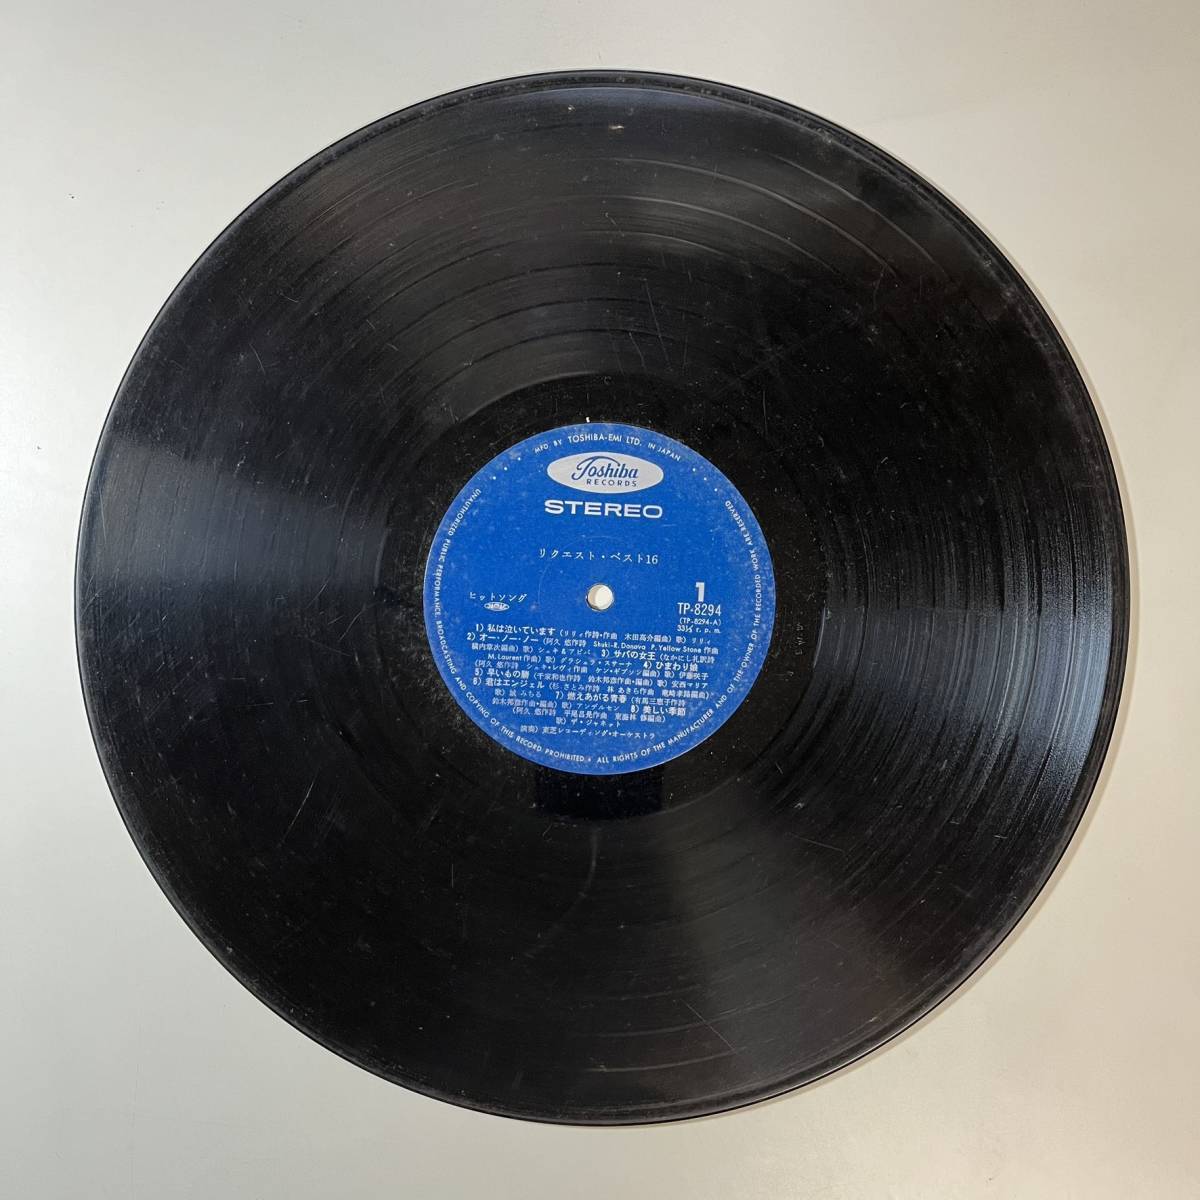 MFD. BY TOSHIBA-EMI LTD. IN JAPAN
Toshiba
RECORDS
STEREO
リクエスト・ベスト16
ヒットソング
1
TP-8294
(TP-8294-A)
33⅓ r. p. m.
1) 私は泣いています (リリィ作詩・作曲 木田高介編曲) 歌) リリィ
2) オー・ノー・ノー (阿久 悠作詩 Shuki-R. Danova P. Yellow Stone 作曲
横内章次編曲) 歌) シュキ&アビバ 3) サバの女王 (なかにし礼訳詩
M. Laurent 作曲) 歌) グラシェラ・スサーナ 4) ひまわり娘
(阿久 悠作詩 シュキ・レヴィ作曲 ケン・ギブソン編曲) 歌) 伊藤咲子
5) 早いもの勝 (千家和也作詩 鈴木邦彦作曲・編曲) 歌) 安西マリア
6) 君はエンジェル (杉 さとみ作詩 林 あきら作曲 竜崎孝路編曲)
歌) 城 みちる 7) 燃えあがる青春 (有馬三恵子作詩
鈴木邦彦作曲・編曲) 歌) アンデルセン 8) 美しい季節
(阿久 悠作詩 平尾昌晃作曲 東海林 修編曲)
歌) ザ・ジャネット
演奏) 東芝レコーディング・オーケストラ
UNAUTHORIZED PUBLIC PERFORMANCE, BROADCASTING AND COPYING OF THIS RECORD PROHIBITED • ALL RIGHTS OF THE MANUFACTURER AND OF THE OWNER OF THE RECORDED WORK ARE RESERVED